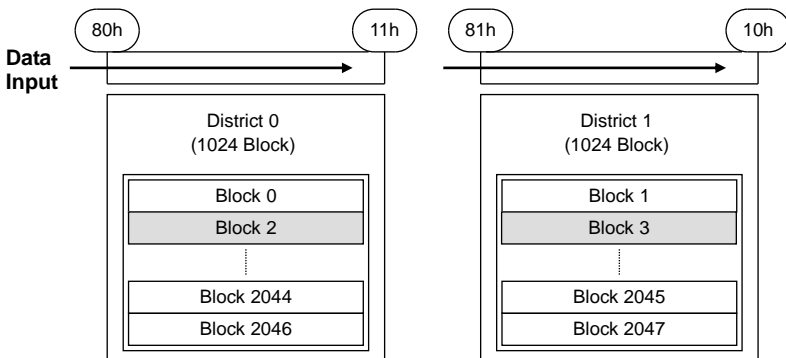 80h
11h
81h
10h
Data
Input
District 0
(1024 Block)
Block 0
Block 2
Block 2044
Block 2046
District 1
(1024 Block)
Block 1
Block 3
Block 2045
Block 2047